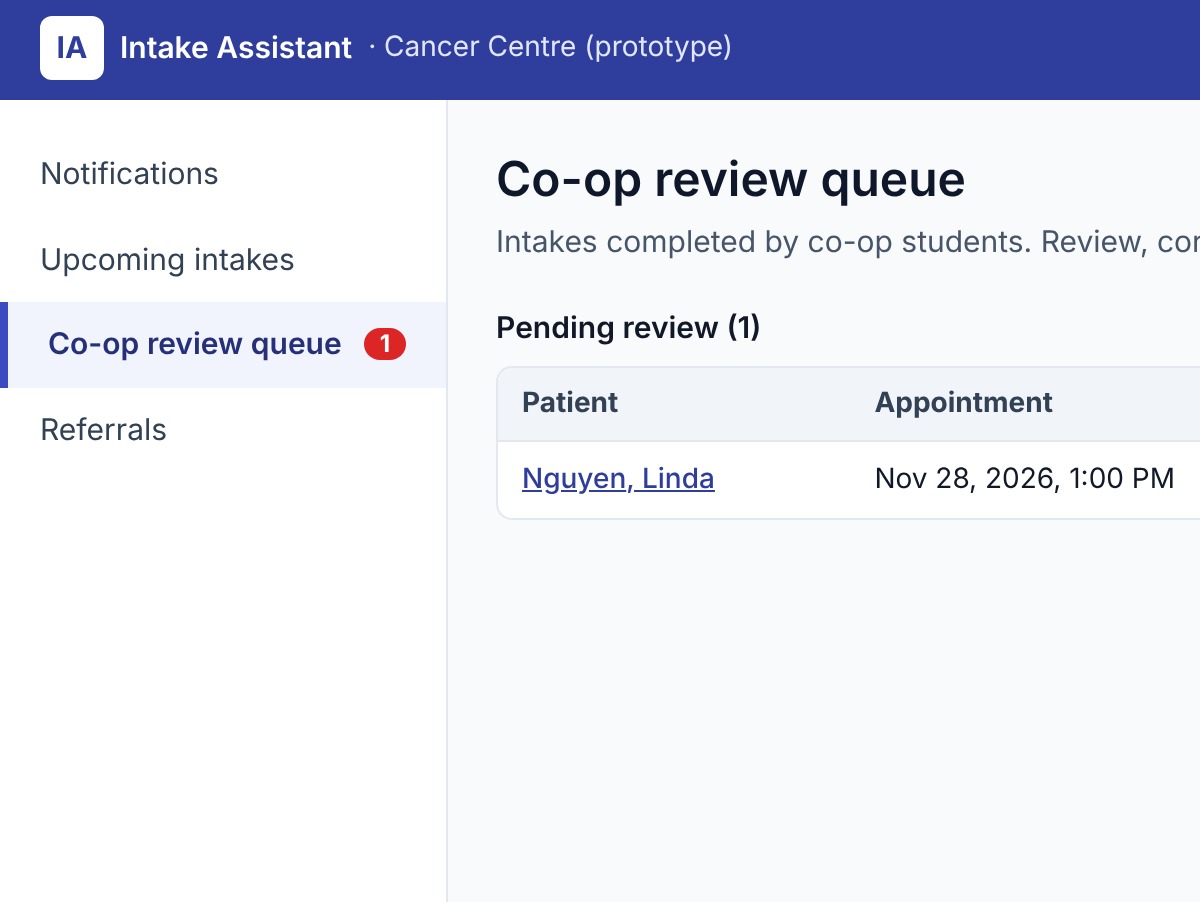 IA Intake Assistant · Cancer Centre (prototype)
Notifications
Upcoming intakes
Co-op review queue 1
Referrals
Co-op review queue
Intakes completed by co-op students. Review,
Pending review (1)
Patient Appointment
Nguyen, Linda Nov 28, 2026, 1:00 PM